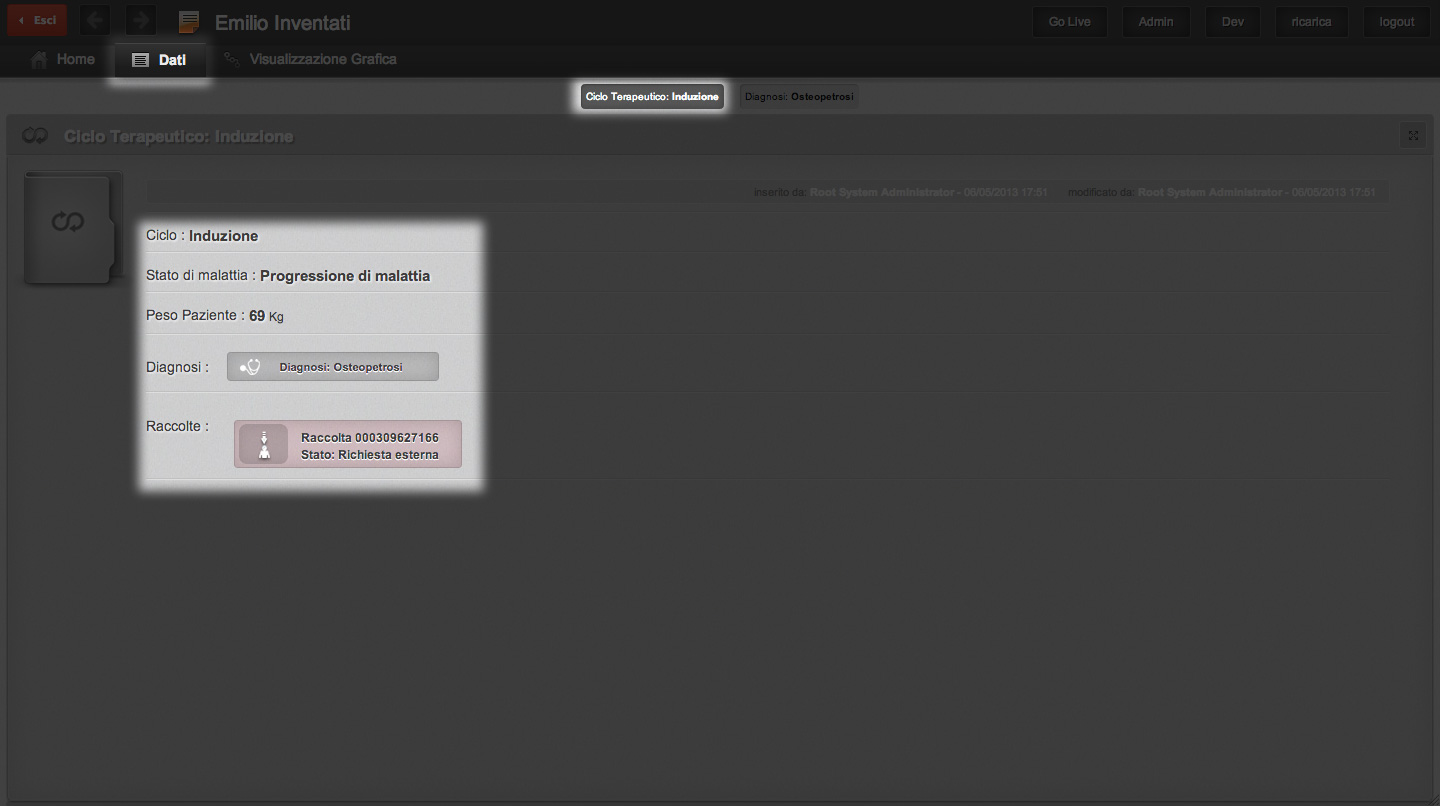 Esci
Emilio Inventati
Go Live
Admin
Dev
ricarica
logout
Home
Dati
Visualizzazione Grafica
Ciclo Terapeutico: Induzione
Diagnosi: Osteopetrosi
Ciclo Terapeutico: Induzione
inserito da: Root System Administrator - 06/05/2013 17:51 modificato da: Root System Administrator - 06/05/2013 17:51
Ciclo : Induzione
Stato di malattia : Progressione di malattia
Peso Paziente : 69 Kg
Diagnosi : Diagnosi: Osteopetrosi
Raccolte :
Raccolta 000309627166
Stato: Richiesta esterna